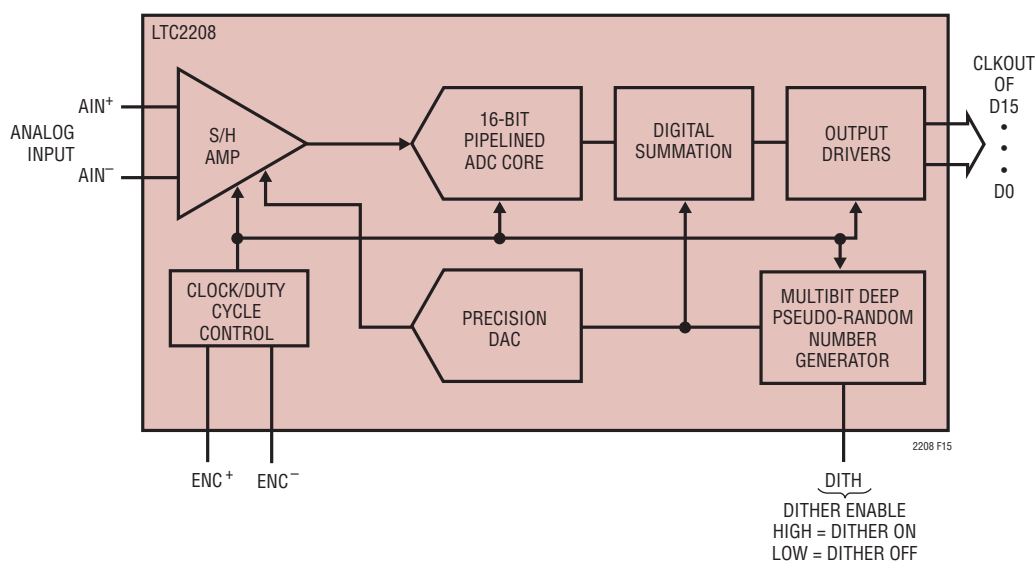 LTC2208
AIN+
ANALOG
INPUT
AIN−
S/H
AMP
16-BIT
PIPELINED
ADC CORE
DIGITAL
SUMMATION
OUTPUT
DRIVERS
CLKOUT
OF
D15
•
•
•
D0
CLOCK/DUTY
CYCLE
CONTROL
PRECISION
DAC
MULTIBIT DEEP
PSEUDO-RANDOM
NUMBER
GENERATOR
2208 F15
ENC+
ENC−
DITH
DITHER ENABLE
HIGH = DITHER ON
LOW = DITHER OFF